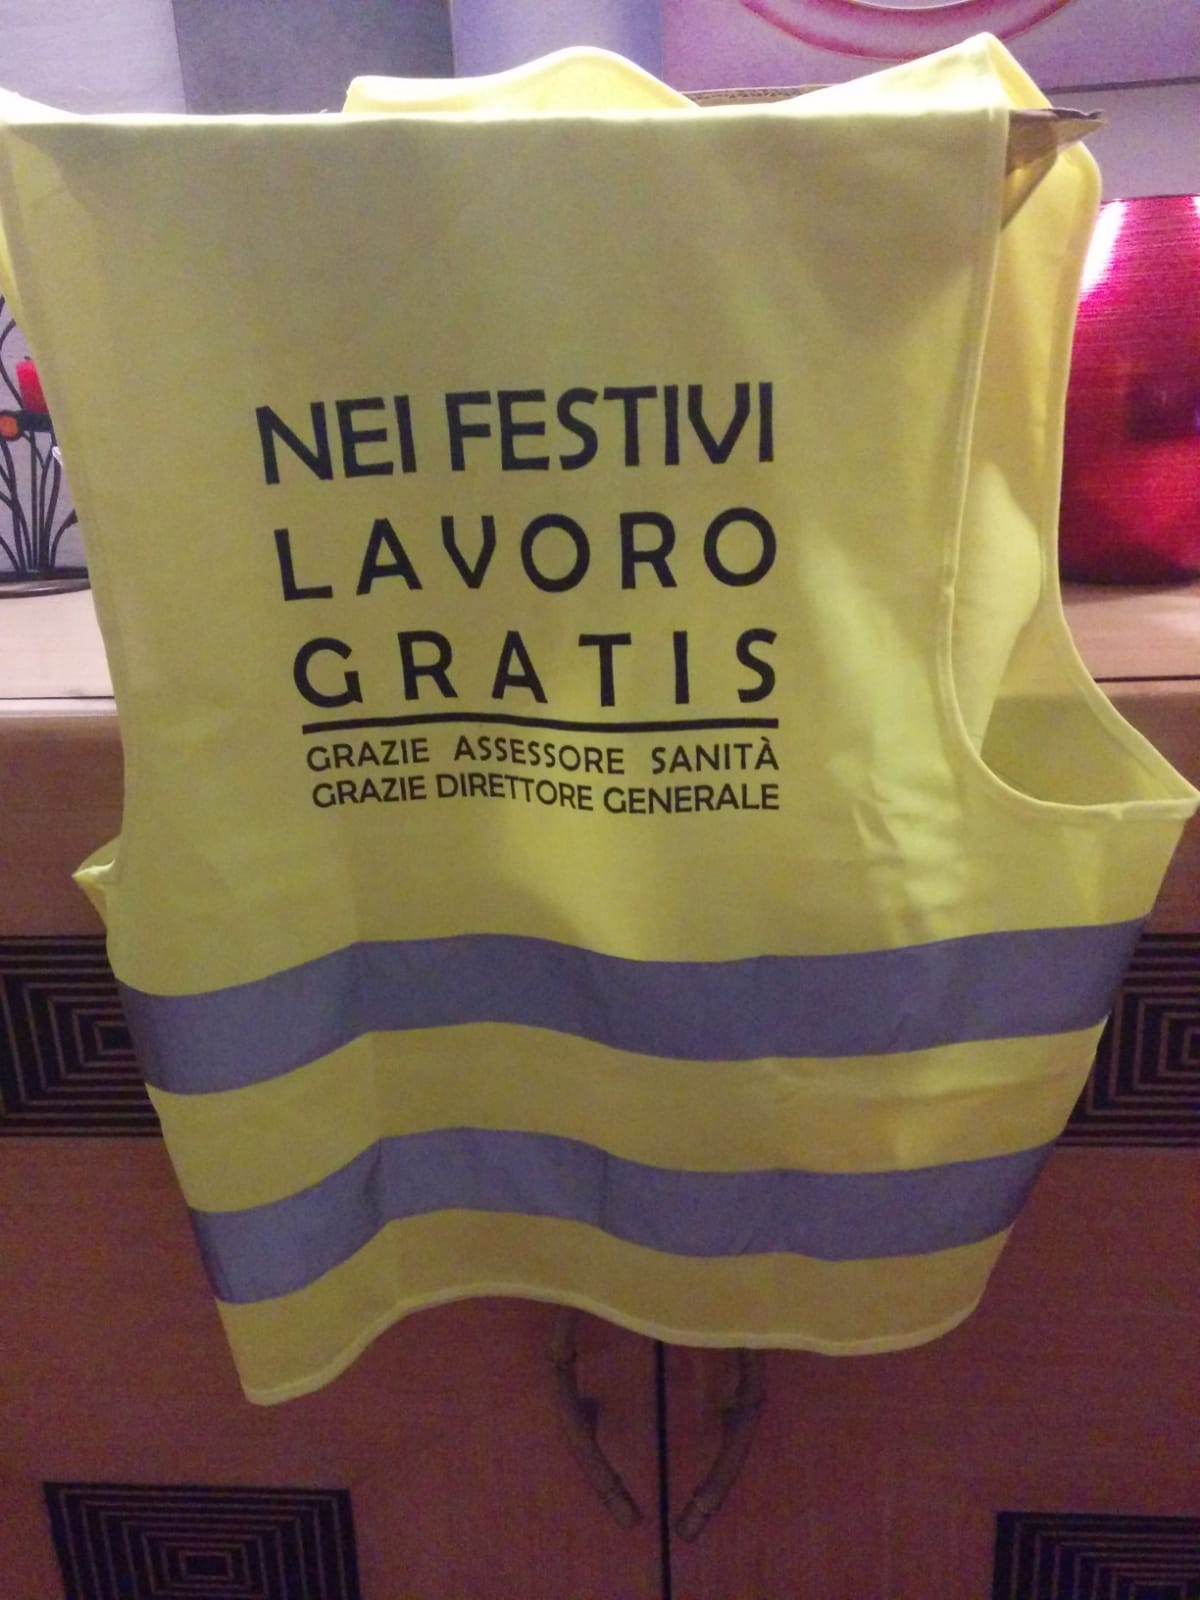 NEI FESTIVI
LAVORO
GRATIS
GRAZIE ASSESSORE SANITÀ
GRAZIE DIRETTORE GENERALE